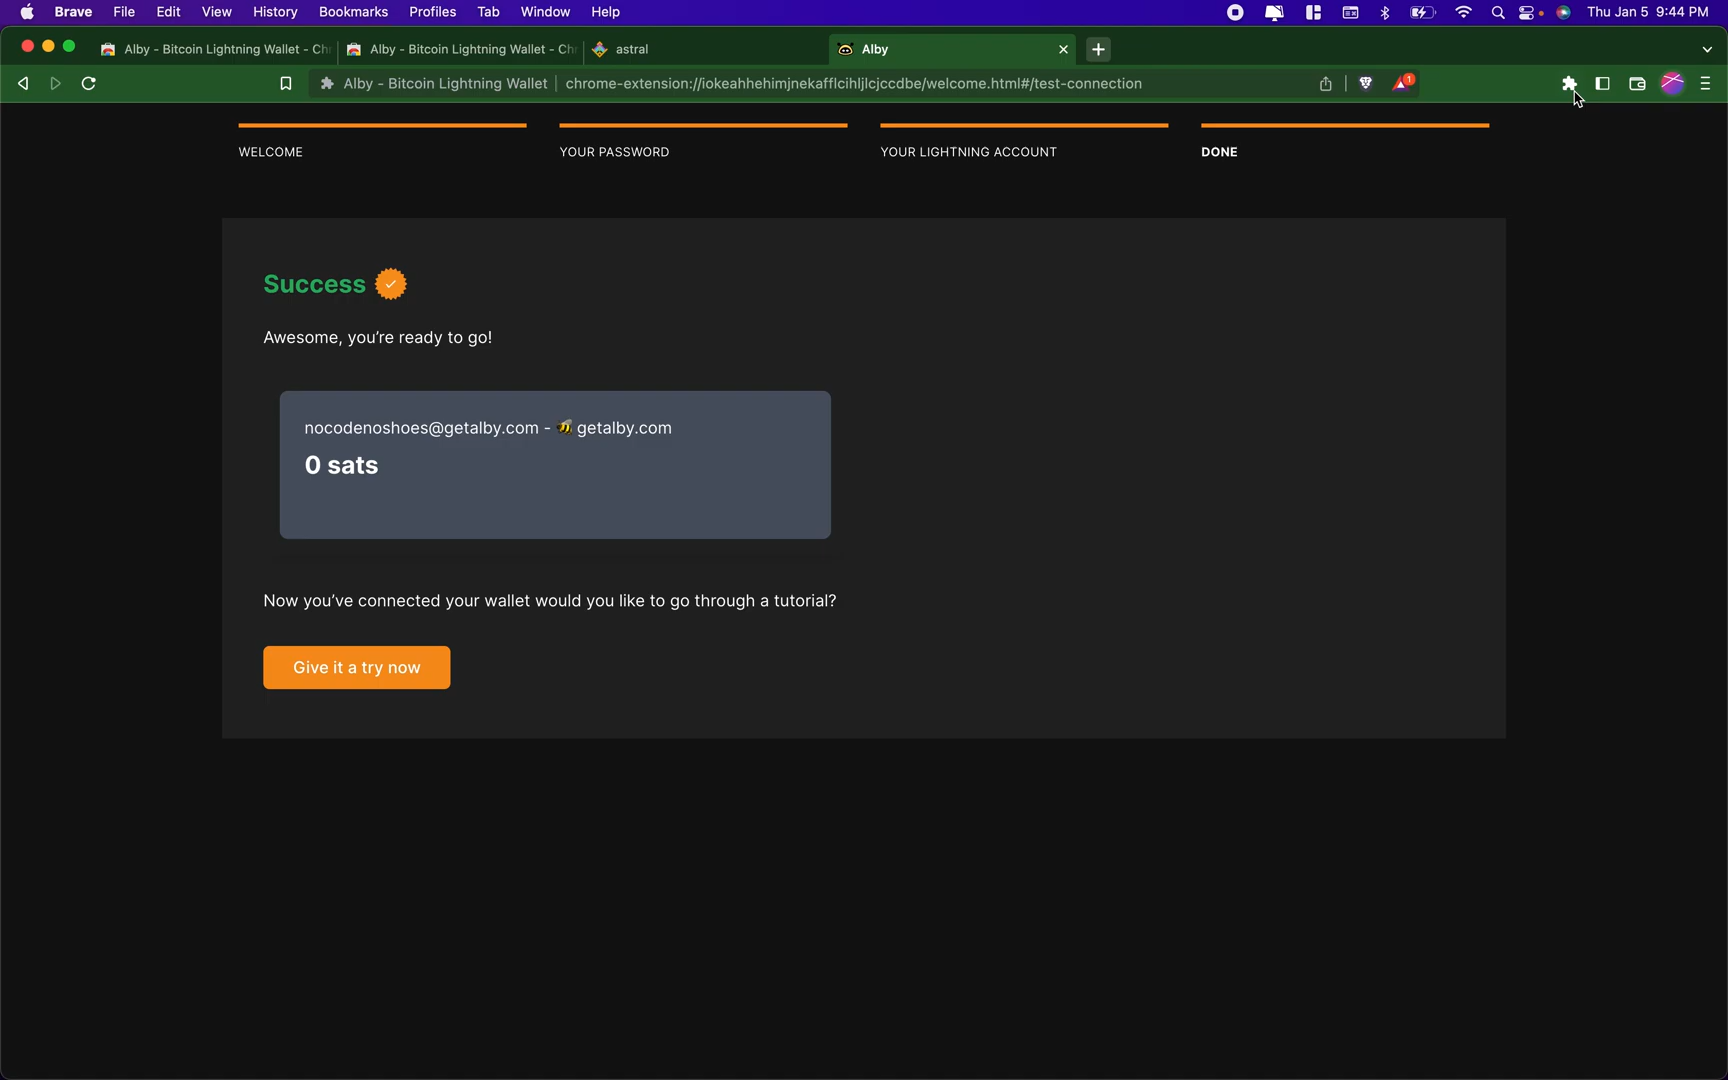 Brave File Edit View History Bookmarks Profiles Tab Window Help Thu Jan 5 9:44 PM
Alby - Bitcoin Lightning Wallet - Ch Alby - Bitcoin Lightning Wallet - Ch astral Alby
Alby - Bitcoin Lightning Wallet chrome-extension://iokeahhehimjnekafflcihljlcjccdbe/welcome.html#/test-connection 1
WELCOME YOUR PASSWORD YOUR LIGHTNING ACCOUNT DONE
Success
Awesome, you're ready to go!
nocodenoshoes@getalby.com - 🐝 getalby.com
0 sats
Now you've connected your wallet would you like to go through a tutorial?
Give it a try now